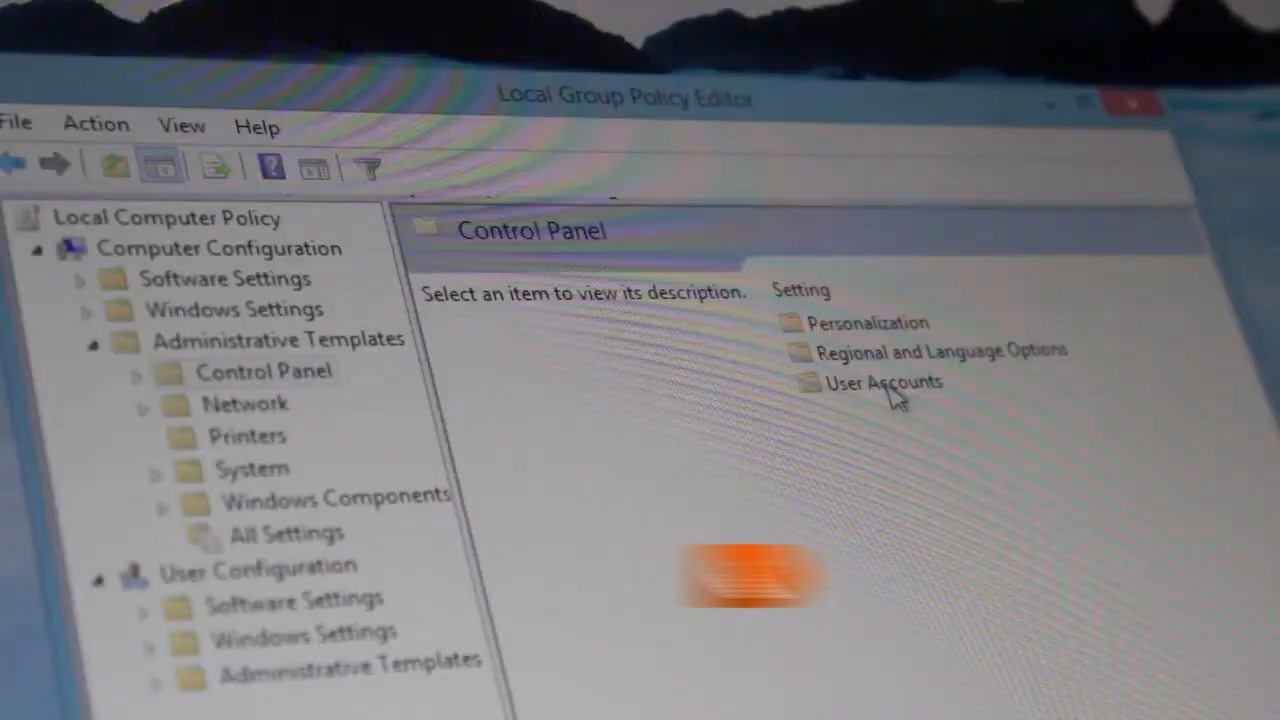 Local Group Policy Editor
File Action View Help
Local Computer Policy
Computer Configuration
Software Settings
Windows Settings
Administrative Templates
Control Panel
Network
Printers
System
Windows Components
All Settings
User Configuration
Software Settings
Windows Settings
Administrative Templates
Control Panel
Select an item to view its description.
Setting
Personalization
Regional and Language Options
User Accounts